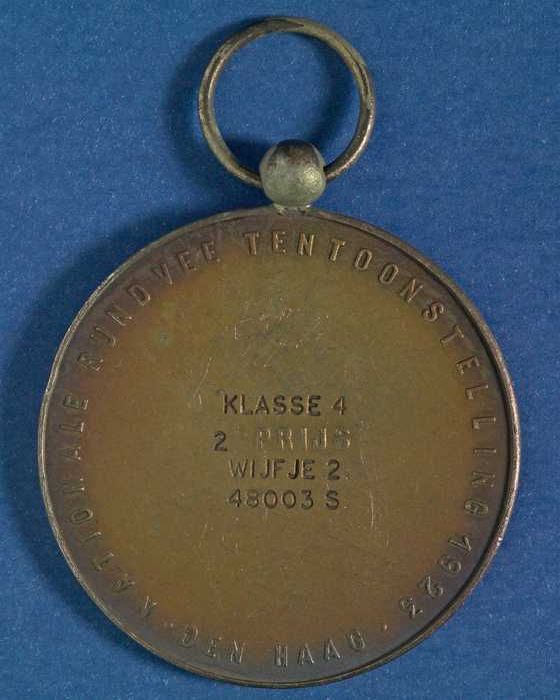 NATIONALE RUNDVEE TENTOONSTELLING 1923 · DEN HAAG ·
KLASSE 4
2 PRIJS
WIJFJE 2.
48003 S